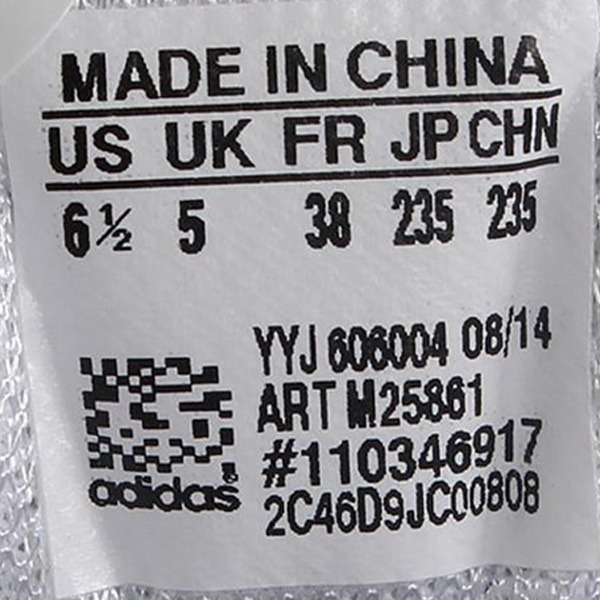 MADE IN CHINA
US UK FR JP CHN
6½ 5 38 235 235
YYJ 606004 08/14
ART M25861
#110346917
2C46D9JC00808
adidas®